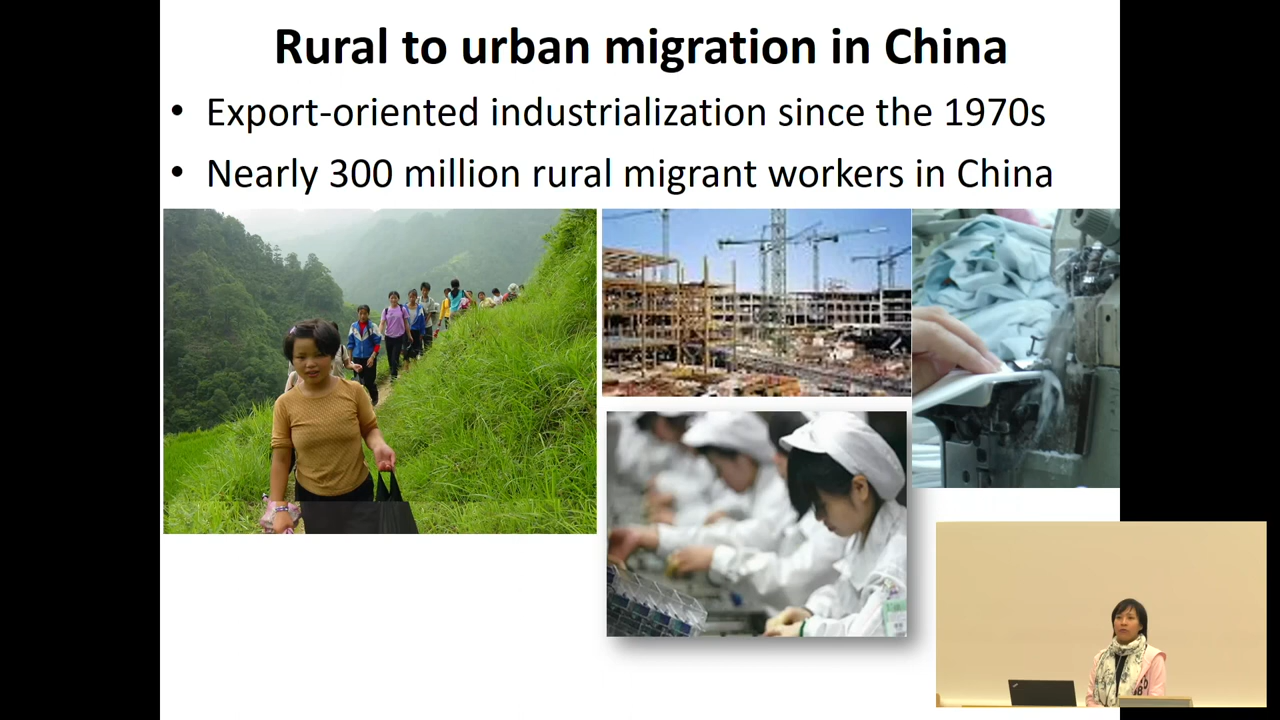 Rural to urban migration in China
• Export-oriented industrialization since the 1970s
• Nearly 300 million rural migrant workers in China